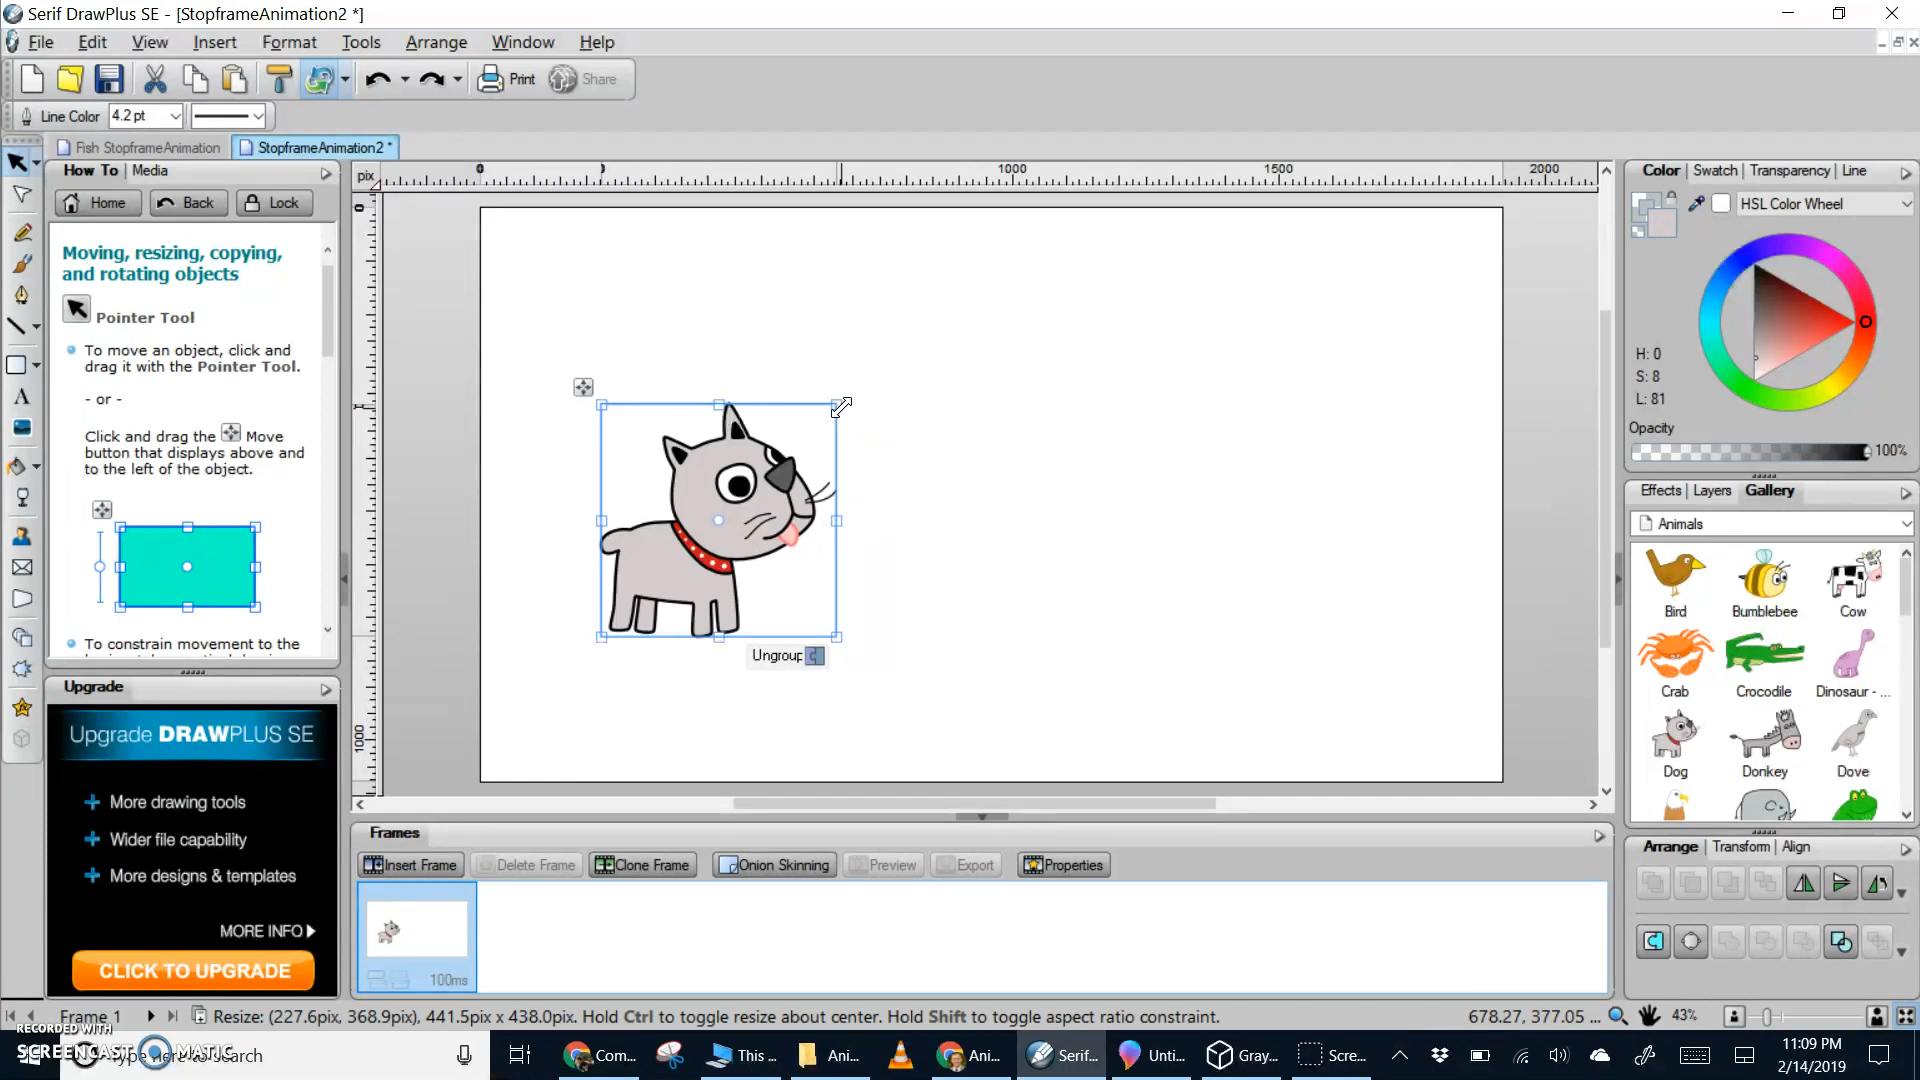 Serif DrawPlus SE - [StopframeAnimation2 *]
File Edit View Insert Format Tools Arrange Window Help
Print Share
Line Color 4.2 pt
Fish StopframeAnimation StopframeAnimation2 *
How To Media
Home Back Lock
Moving, resizing, copying,
and rotating objects
Pointer Tool
To move an object, click and
drag it with the Pointer Tool.
- or -
Click and drag the Move
button that displays above and
to the left of the object.
To constrain movement to the
Upgrade
Upgrade DRAWPLUS SE
More drawing tools
Wider file capability
More designs & templates
MORE INFO
CLICK TO UPGRADE
pix 0 1000 1500 2000
0
1000
Ungroup
Color Swatch Transparency Line
HSL Color Wheel
H: 0
S: 8
L: 81
Opacity
100%
Effects Layers Gallery
Animals
Bird Bumblebee Cow
Crab Crocodile Dinosaur - ...
Dog Donkey Dove
Arrange Transform Align
Frames
Insert Frame Delete Frame Clone Frame Onion Skinning Preview Export Properties
100ms
Frame 1 Resize: (227.6pix, 368.9pix), 441.5pix x 438.0pix. Hold Ctrl to toggle resize about center. Hold Shift to toggle aspect ratio constraint. 678.27, 377.05 ... 43%
RECORDED WITH
SCREENCAST MATIC
Type here to search
Com... This ... Ani... Ani... Serif... Unti... Gray... Scre...
11:09 PM
2/14/2019